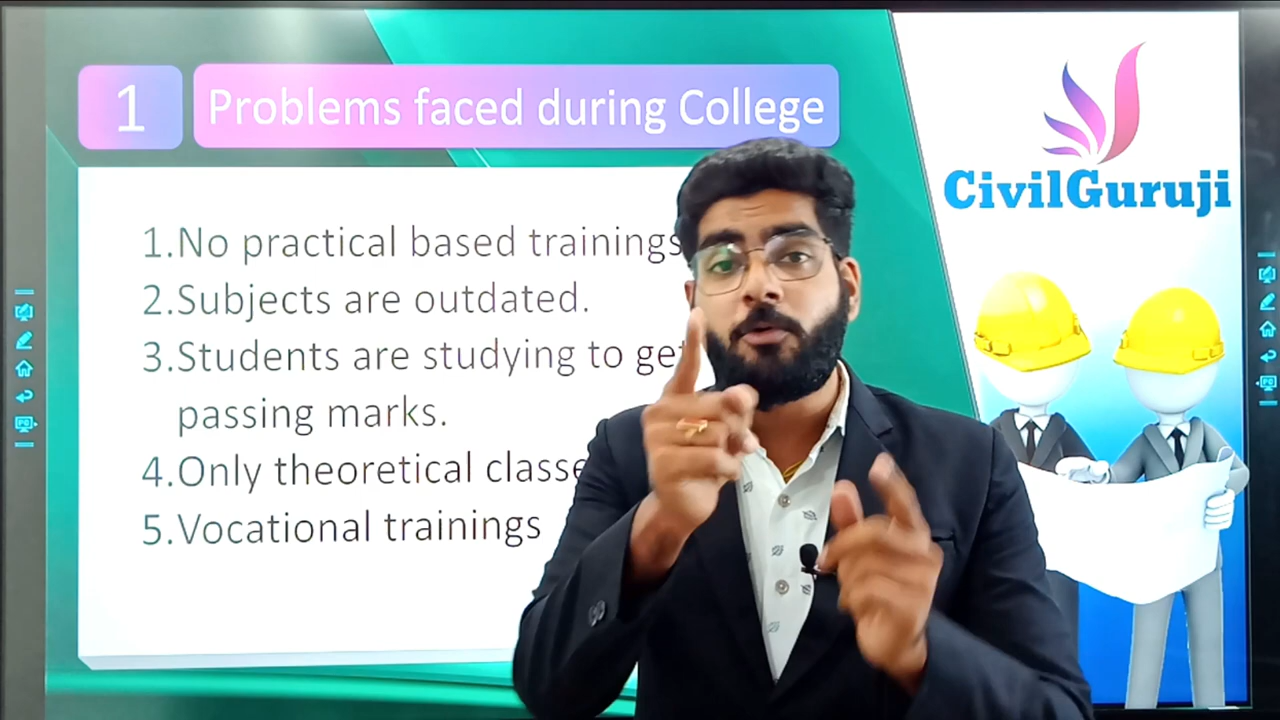 1
Problems faced during College
CivilGuruji
1.No practical based trainings
2.Subjects are outdated.
3.Students are studying to get
passing marks.
4.Only theoretical
5.Vocational trainings